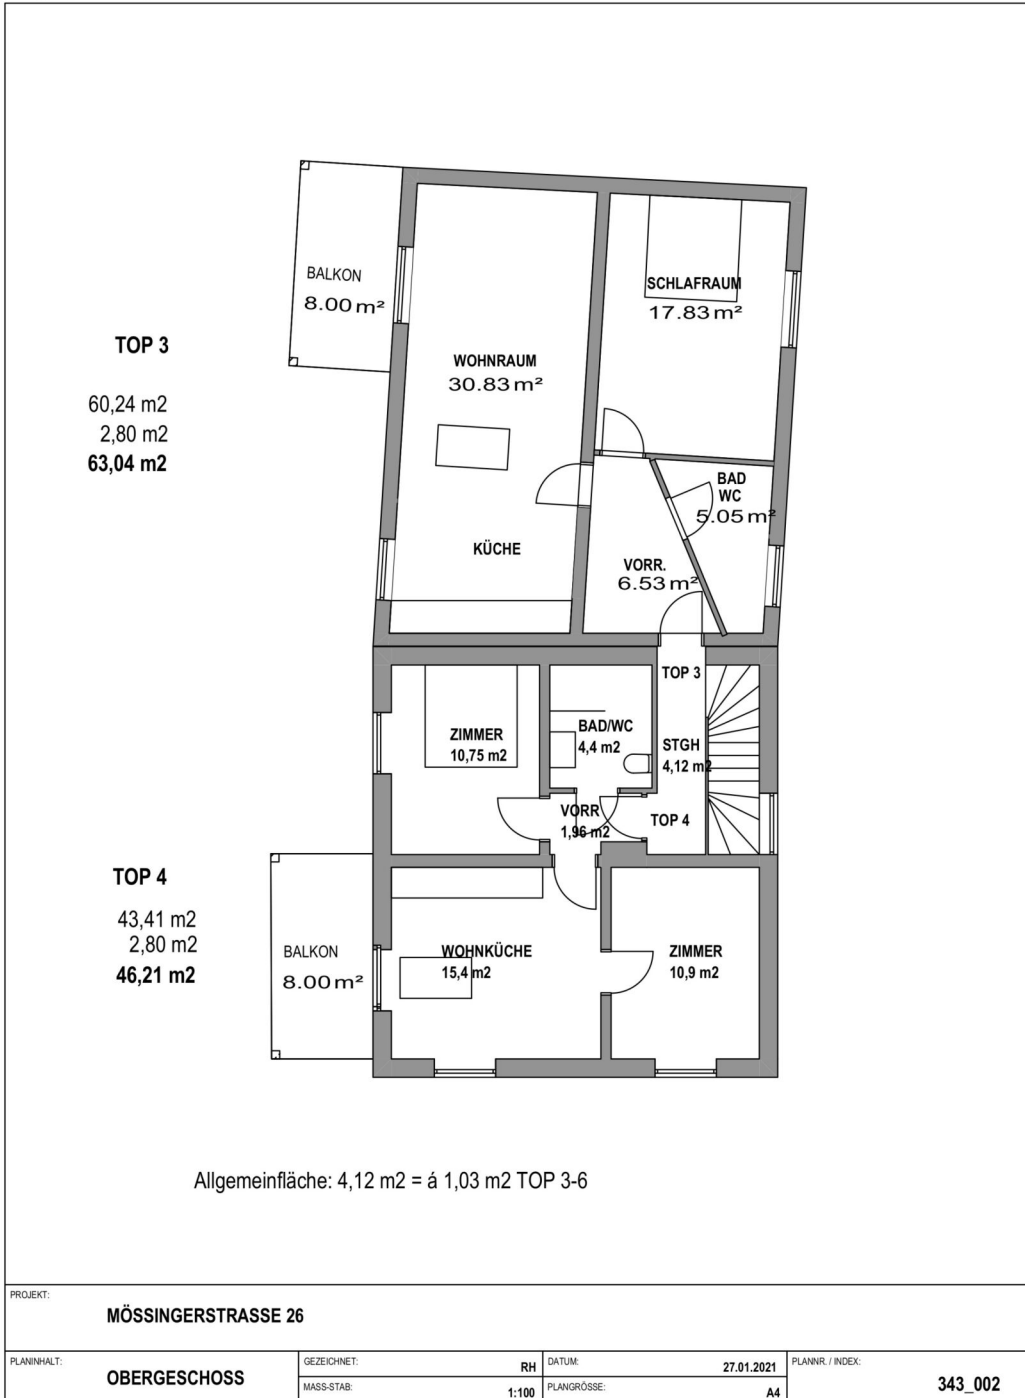 BALKON
8.00 m²
SCHLAFRAUM
17.83 m²
TOP 3
WOHNRAUM
30.83 m²
60,24 m2
2,80 m2
63,04 m2
BAD
WC
5.05 m²
KÜCHE
VORR.
6.53 m²
TOP 3
ZIMMER
10,75 m2
BAD/WC
4,4 m2
STGH
4,12 m2
VORR
1,96 m2
TOP 4
TOP 4
43,41 m2
2,80 m2
46,21 m2
BALKON
8.00 m²
WOHNKÜCHE
15,4 m2
ZIMMER
10,9 m2
Allgemeinfläche: 4,12 m2 = á 1,03 m2 TOP 3-6
PROJEKT:
MÖSSINGERSTRASSE 26
PLANINHALT:
OBERGESCHOSS
GEZEICHNET: RH
MASS-STAB: 1:100
DATUM: 27.01.2021
PLANGRÖSSE: A4
PLANNR. / INDEX:
343_002